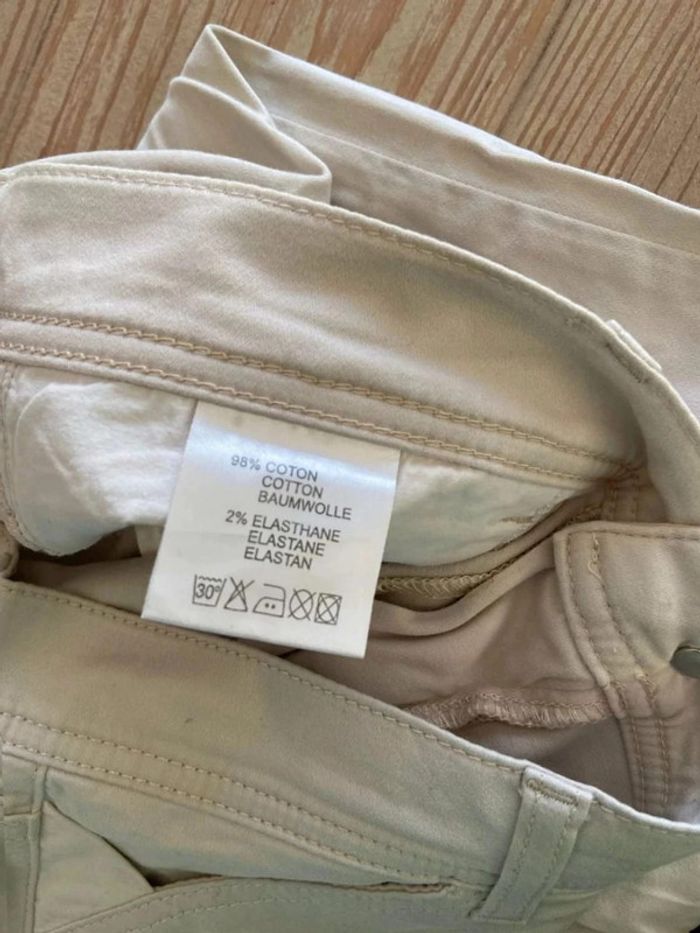 98% COTON
COTTON
BAUMWOLLE
2% ELASTHANE
ELASTANE
ELASTAN
30°